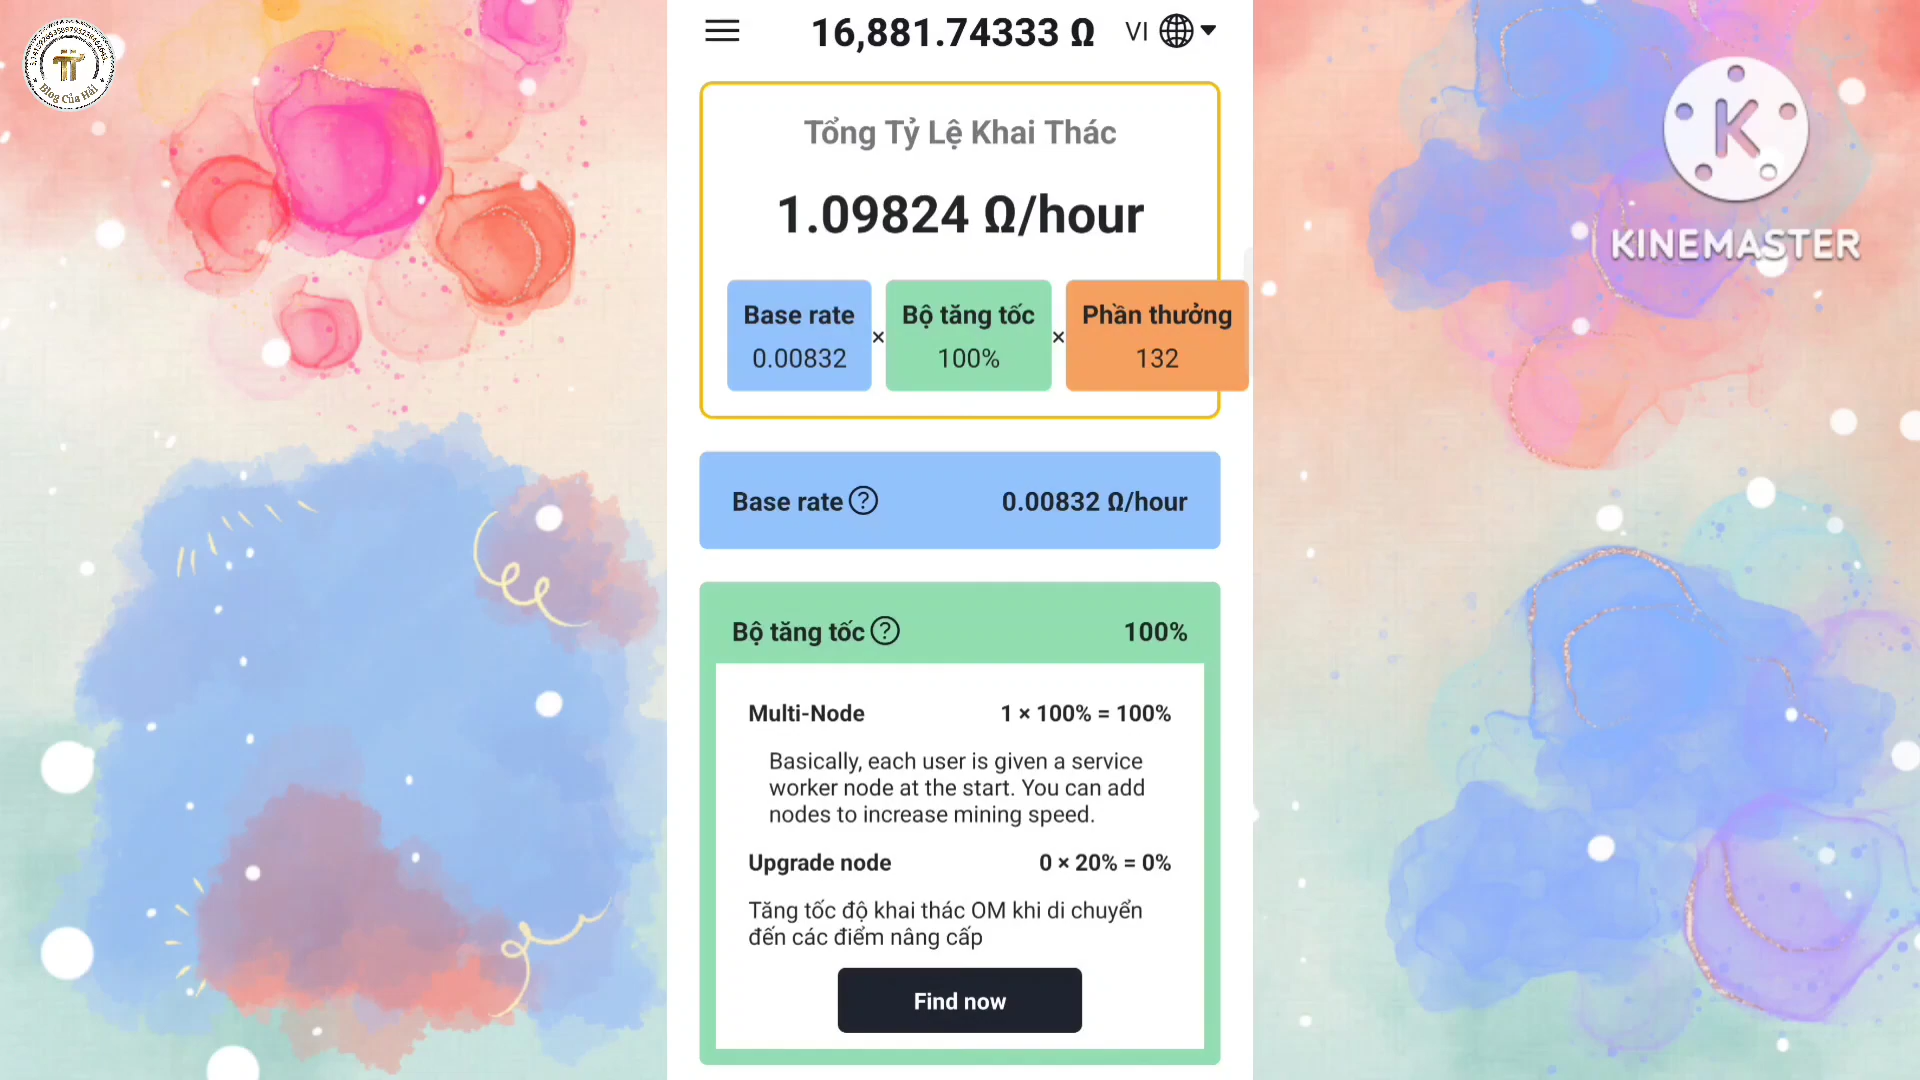 Blog Của Hải
16,881.74333 Ω
VI
Tổng Tỷ Lệ Khai Thác
1.09824 Ω/hour
Base rate
0.00832
×
Bộ tăng tốc
100%
×
Phần thưởng
132
Base rate ?
0.00832 Ω/hour
Bộ tăng tốc ?
100%
Multi-Node
1 × 100% = 100%
Basically, each user is given a service
worker node at the start. You can add
nodes to increase mining speed.
Upgrade node
0 × 20% = 0%
Tăng tốc độ khai thác OM khi di chuyển
đến các điểm nâng cấp
Find now
K
KINEMASTER